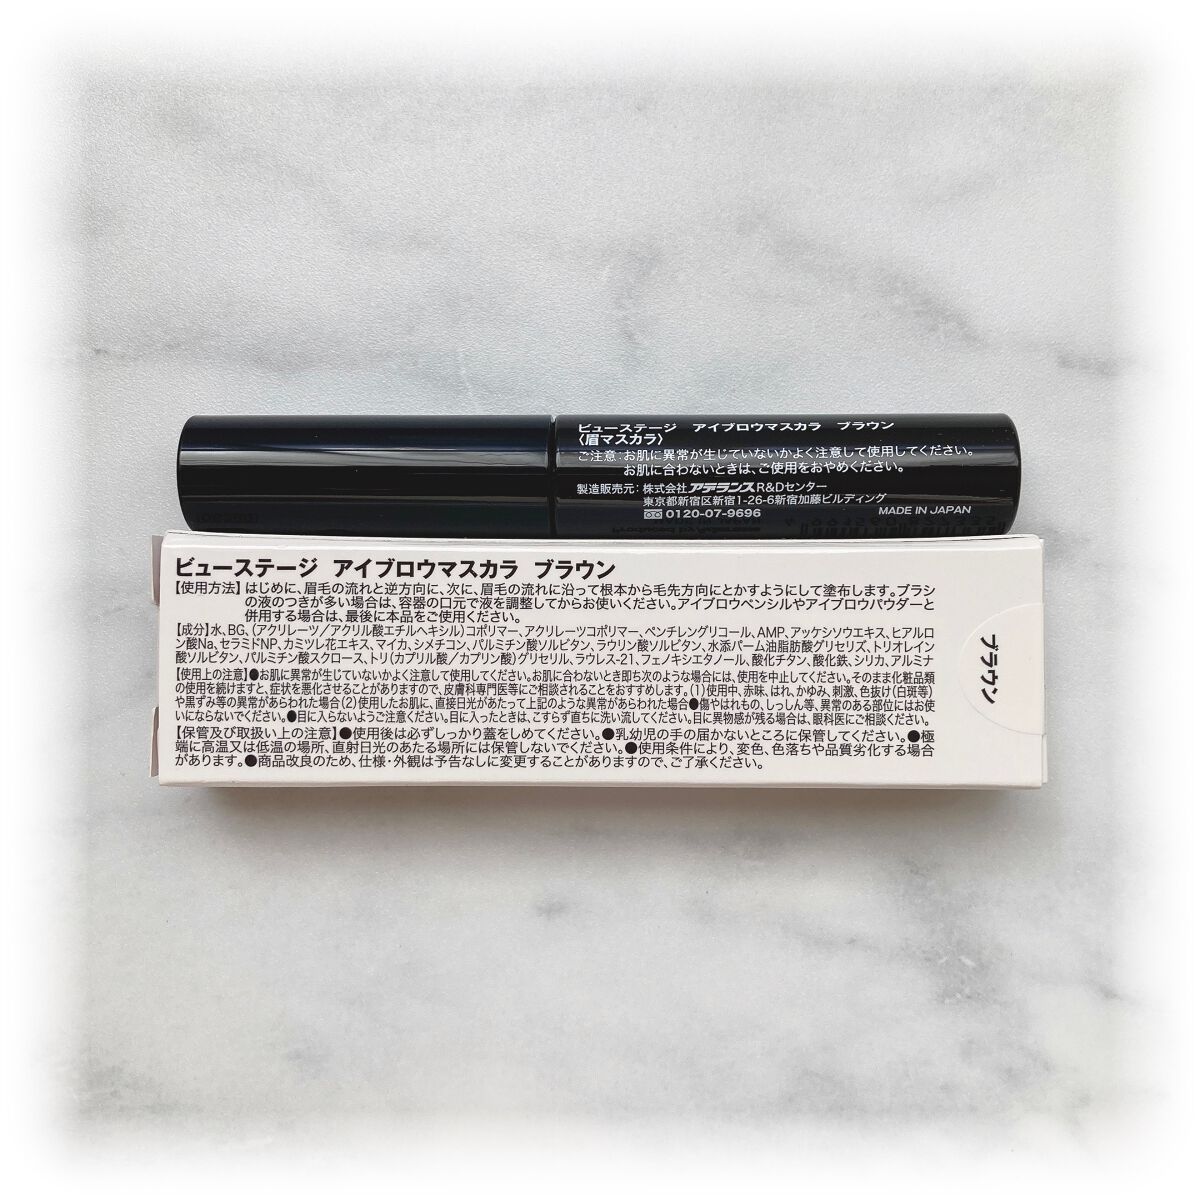 ビューステージ アイブロウマスカラ ブラウン
〈眉マスカラ〉
ご注意:お肌に異常が生じていないかよく注意して使用してください。
お肌に合わないときは、ご使用をおやめください。
製造販売元:株式会社アデランスR&Dセンター
東京都新宿区新宿1-26-6新宿加藤ビルディング
0120-07-9696 MADE IN JAPAN
ビューステージ アイブロウマスカラ ブラウン
【使用方法】はじめに、眉毛の流れと逆方向に、次に、眉毛の流れに沿って根本から毛先方向にとかすようにして塗布します。ブラシ
の液のつきが多い場合は、容器の口元で液を調整してからお使いください。アイブロウペンシルやアイブロウパウダーと
併用する場合は、最後に本品をご使用ください。
【成分】水、BG、(アクリレーツ/アクリル酸エチルヘキシル)コポリマー、アクリレーツコポリマー、ペンチレングリコール、AMP、アッケシソウエキス、ヒアルロ
ン酸Na、セラミドNP、カミツレ花エキス、マイカ、シメチコン、パルミチン酸ソルビタン、ラウリン酸ソルビタン、水添パーム油脂肪酸グリセリズ、トリオレイン
酸ソルビタン、パルミチン酸スクロース、トリ(カプリル酸/カプリン酸)グリセリル、ラウレス-21、フェノキシエタノール、酸化チタン、酸化鉄、シリカ、アルミナ
【使用上の注意】●お肌に異常が生じていないかよく注意して使用してください。お肌に合わないとき即ち次のような場合には、使用を中止してください。そのまま化粧品類
の使用を続けますと、症状を悪化させることがありますので、皮膚科専門医等にご相談されることをおすすめします。(1)使用中、赤味、はれ、かゆみ、刺激、色抜け(白斑等)
や黒ずみ等の異常があらわれた場合(2)使用したお肌に、直接日光があたって上記のような異常があらわれた場合●傷やはれもの、しっしん等、異常のある部位にはお使
いにならないでください。●目に入らないようご注意ください。目に入ったときは、こすらず直ちに洗い流してください。目に異物感が残る場合は、眼科医にご相談ください。
【保管及び取扱い上の注意】●使用後は必ずしっかり蓋をしめてください。●乳幼児の手の届かないところに保管してください。●極
端に高温又は低温の場所、直射日光のあたる場所には保管しないでください。●使用条件により、変色、色落ちや品質劣化する場合
があります。●商品改良のため、仕様・外観は予告なしに変更することがありますので、ご了承ください。
ブラウン